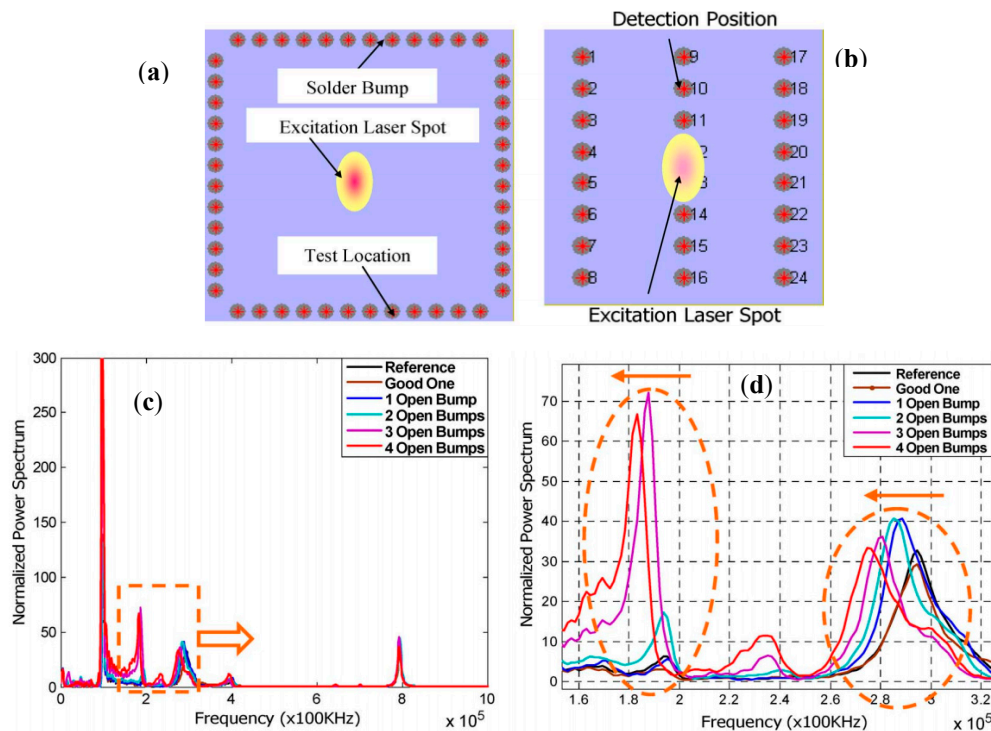 (a)
Solder Bump
Excitation Laser Spot
Test Location
Detection Position
(b)
1 9 17
2 10 18
3 11 19
4 2 20
5 3 21
6 14 22
7 15 23
8 16 24
Excitation Laser Spot
(c)
Normalized Power Spectrum
300
250
200
150
100
50
0
0 2 4 6 8 10
Frequency (x100KHz)
x 10^5
Reference
Good One
1 Open Bump
2 Open Bumps
3 Open Bumps
4 Open Bumps
(d)
Normalized Power Spectrum
70
60
50
40
30
20
10
0
1.6 1.8 2 2.2 2.4 2.6 2.8 3 3.2
Frequency (x100KHz)
x 10^5
Reference
Good One
1 Open Bump
2 Open Bumps
3 Open Bumps
4 Open Bumps